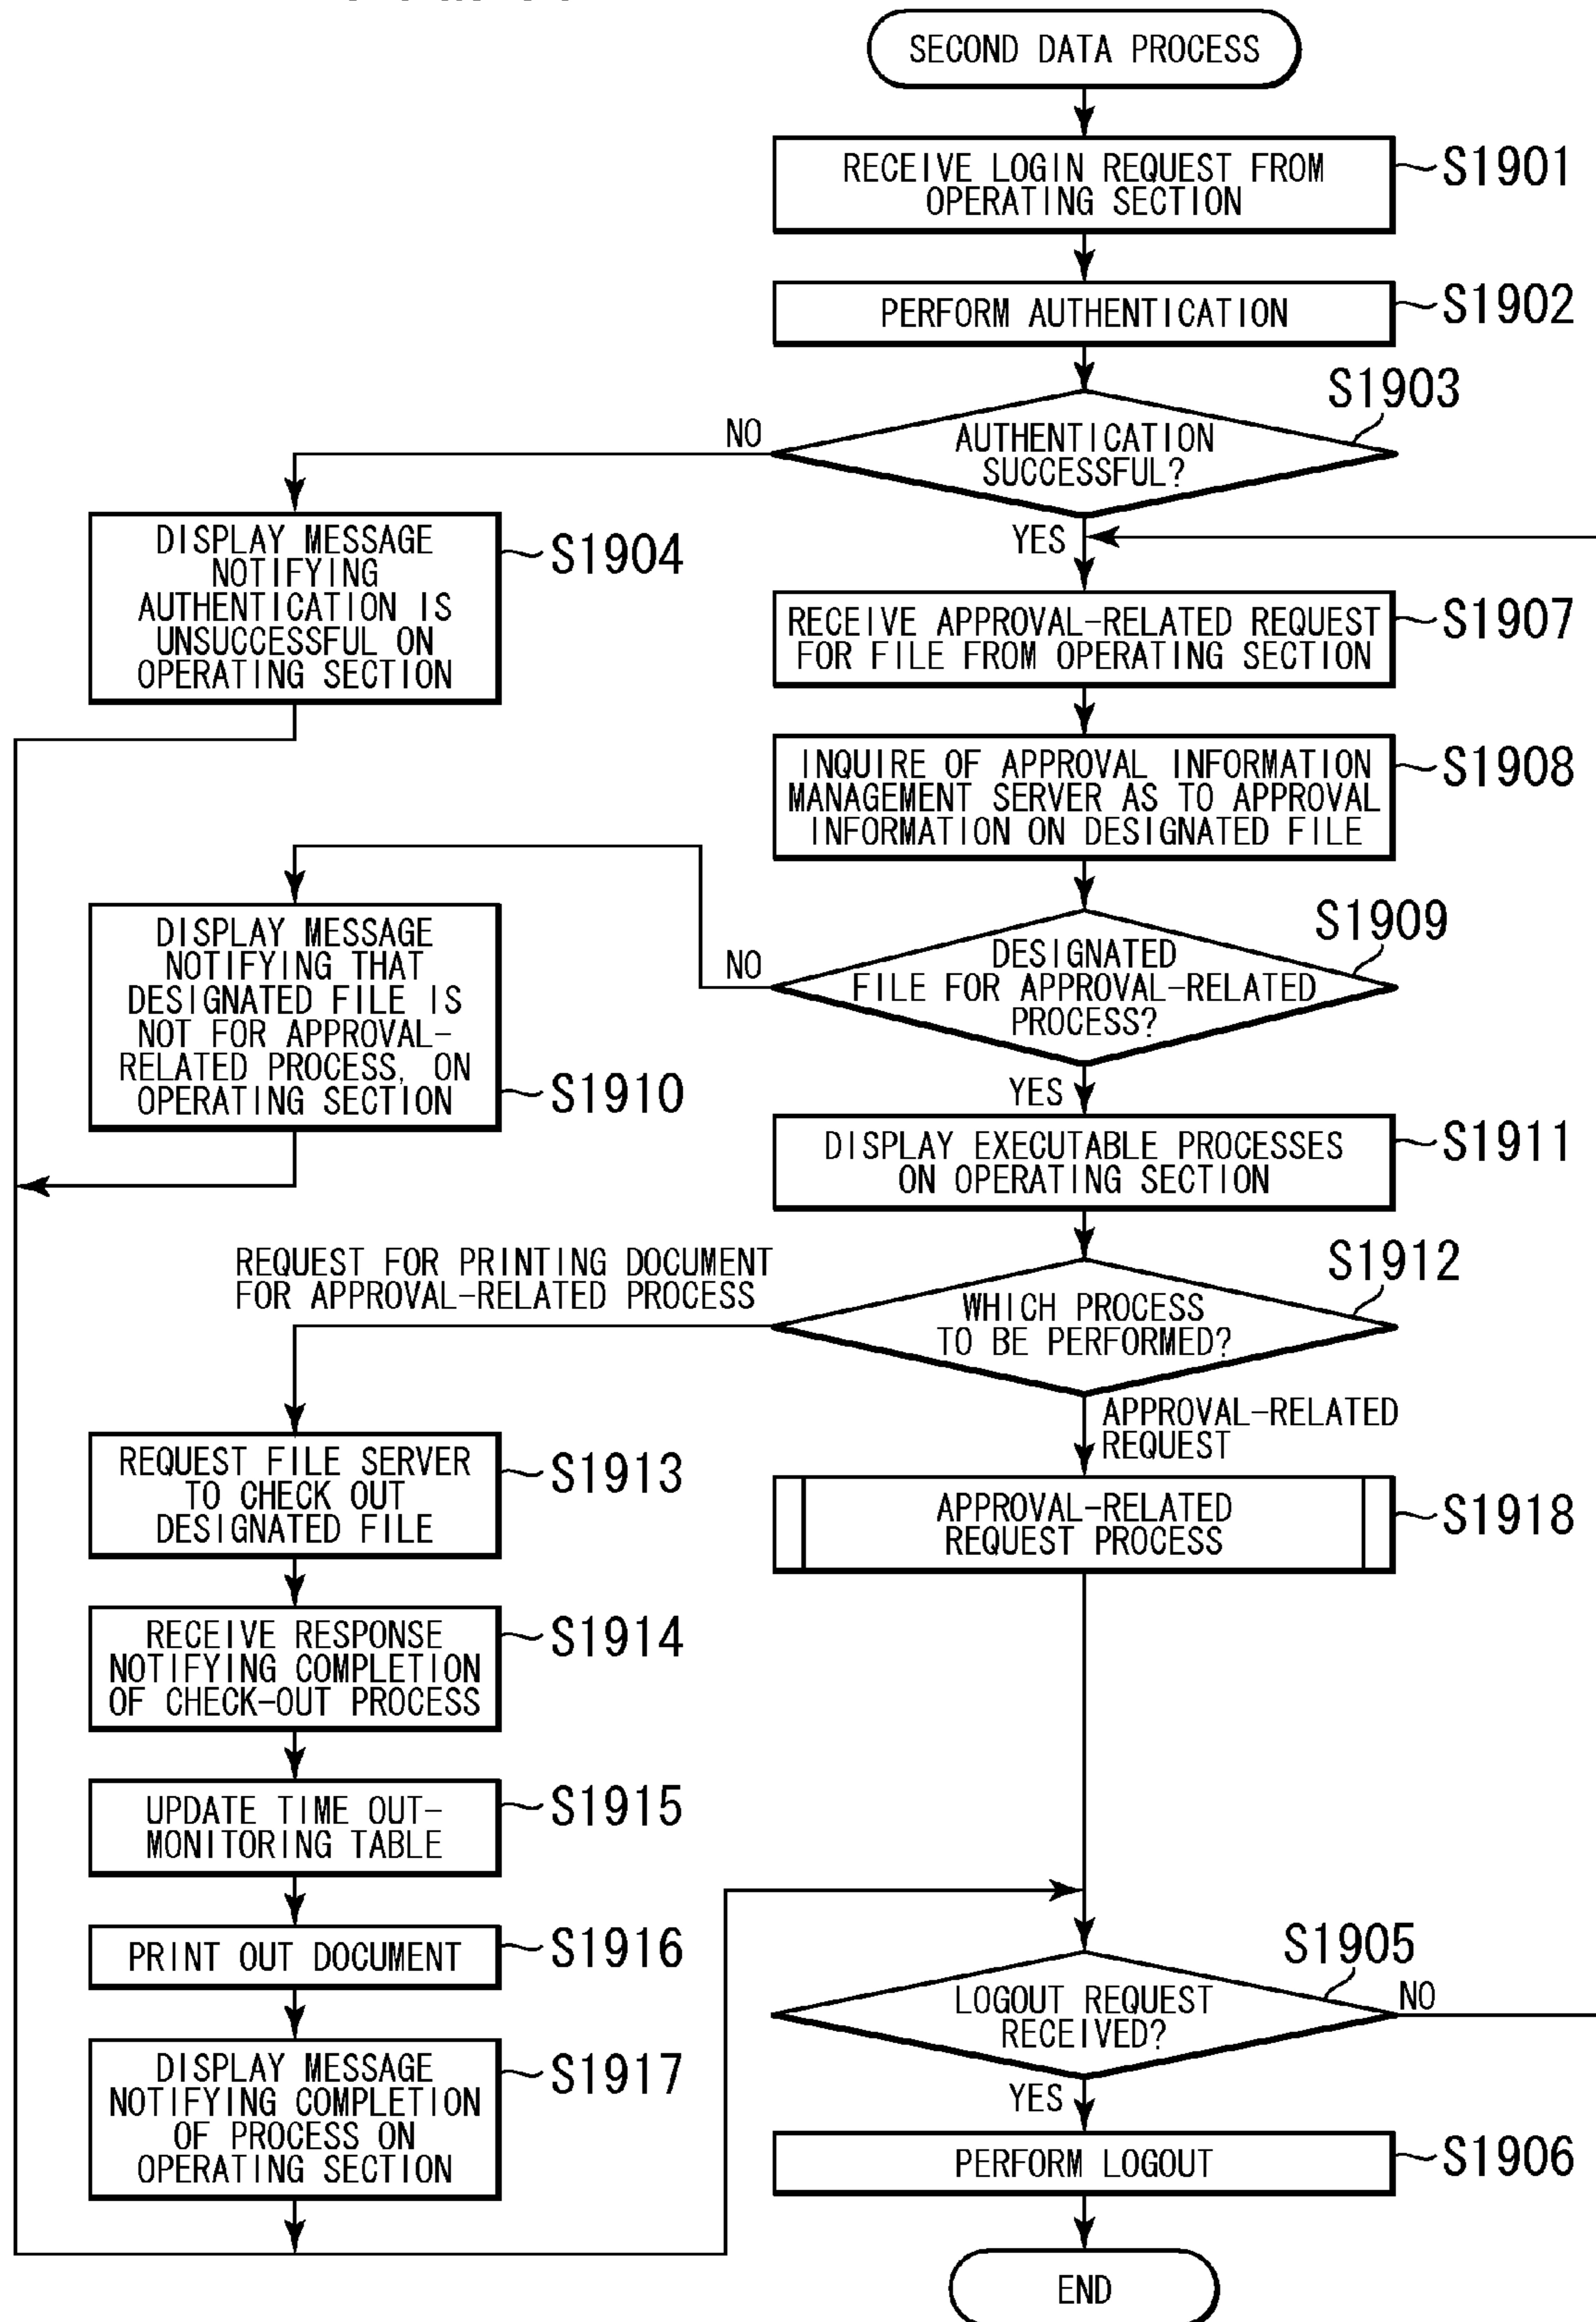 SECOND DATA PROCESS
RECEIVE LOGIN REQUEST FROM
OPERATING SECTION
S1901
PERFORM AUTHENTICATION
S1902
S1903
AUTHENTICATION
SUCCESSFUL?
NO
YES
DISPLAY MESSAGE
NOTIFYING
AUTHENTICATION IS
UNSUCCESSFUL ON
OPERATING SECTION
S1904
RECEIVE APPROVAL-RELATED REQUEST
FOR FILE FROM OPERATING SECTION
S1907
INQUIRE OF APPROVAL INFORMATION
MANAGEMENT SERVER AS TO APPROVAL
INFORMATION ON DESIGNATED FILE
S1908
S1909
DESIGNATED
FILE FOR APPROVAL-RELATED
PROCESS?
NO
YES
DISPLAY MESSAGE
NOTIFYING THAT
DESIGNATED FILE IS
NOT FOR APPROVAL-
RELATED PROCESS, ON
OPERATING SECTION
S1910
DISPLAY EXECUTABLE PROCESSES
ON OPERATING SECTION
S1911
S1912
WHICH PROCESS
TO BE PERFORMED?
REQUEST FOR PRINTING DOCUMENT
FOR APPROVAL-RELATED PROCESS
APPROVAL-RELATED
REQUEST
REQUEST FILE SERVER
TO CHECK OUT
DESIGNATED FILE
S1913
APPROVAL-RELATED
REQUEST PROCESS
S1918
RECEIVE RESPONSE
NOTIFYING COMPLETION
OF CHECK-OUT PROCESS
S1914
UPDATE TIME OUT-
MONITORING TABLE
S1915
PRINT OUT DOCUMENT
S1916
DISPLAY MESSAGE
NOTIFYING COMPLETION
OF PROCESS ON
OPERATING SECTION
S1917
S1905
LOGOUT REQUEST
RECEIVED?
NO
YES
PERFORM LOGOUT
S1906
END